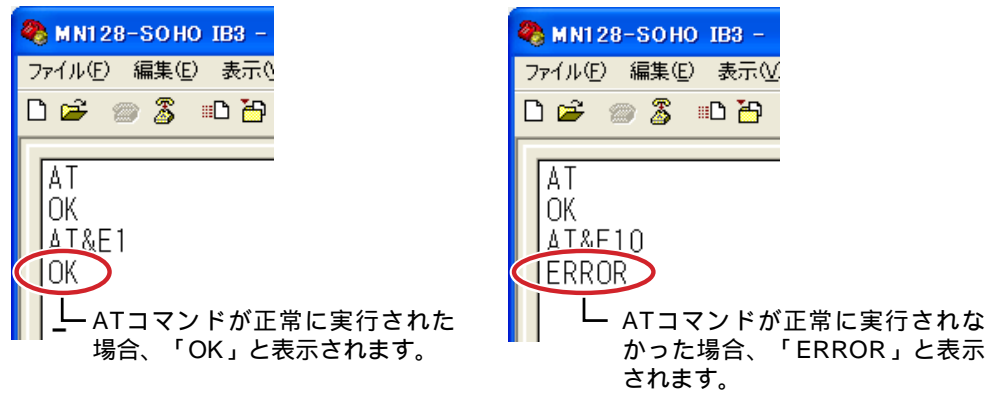 MN128-SOHO IB3 -
ファイル(F) 編集(E) 表示(V
AT
OK
AT&E1
OK
ATコマンドが正常に実行された
場合、「OK」と表示されます。
MN128-SOHO IB3 -
ファイル(F) 編集(E) 表示(V
AT
OK
AT&E10
ERROR
ATコマンドが正常に実行されな
かった場合、「ERROR」と表示
されます。